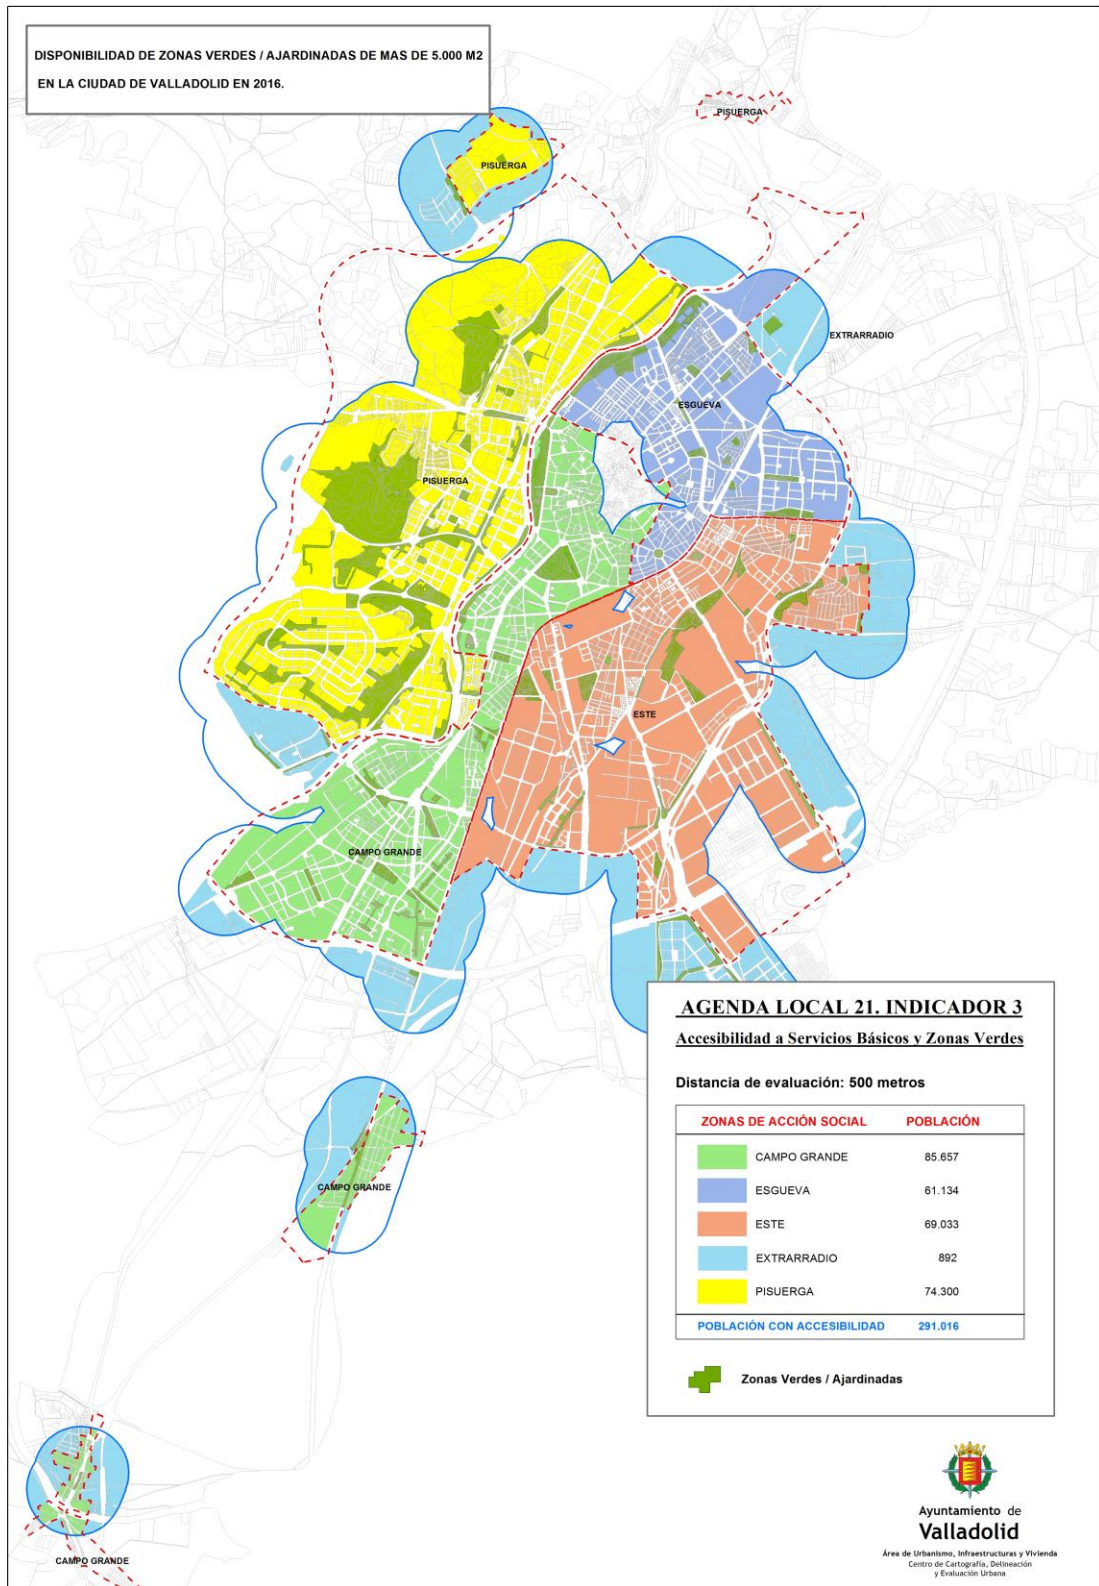 DISPONIBILIDAD DE ZONAS VERDES / AJARDINADAS DE MAS DE 5.000 M2
EN LA CIUDAD DE VALLADOLID EN 2016.
PISUERGA
PISUERGA
EXTRARRADIO
ESGUEVA
PISUERGA
ESTE
CAMPO GRANDE
CAMPO GRANDE
CAMPO GRANDE
AGENDA LOCAL 21. INDICADOR 3
Accesibilidad a Servicios Básicos y Zonas Verdes
Distancia de evaluación: 500 metros
ZONAS DE ACCIÓN SOCIAL POBLACIÓN
CAMPO GRANDE 85.657
ESGUEVA 61.134
ESTE 69.033
EXTRARRADIO 892
PISUERGA 74.300
POBLACIÓN CON ACCESIBILIDAD 291.016
Zonas Verdes / Ajardinadas
Ayuntamiento de
Valladolid
Área de Urbanismo, Infraestructuras y Vivienda
Centro de Cartografía, Delineación
y Evaluación Urbana